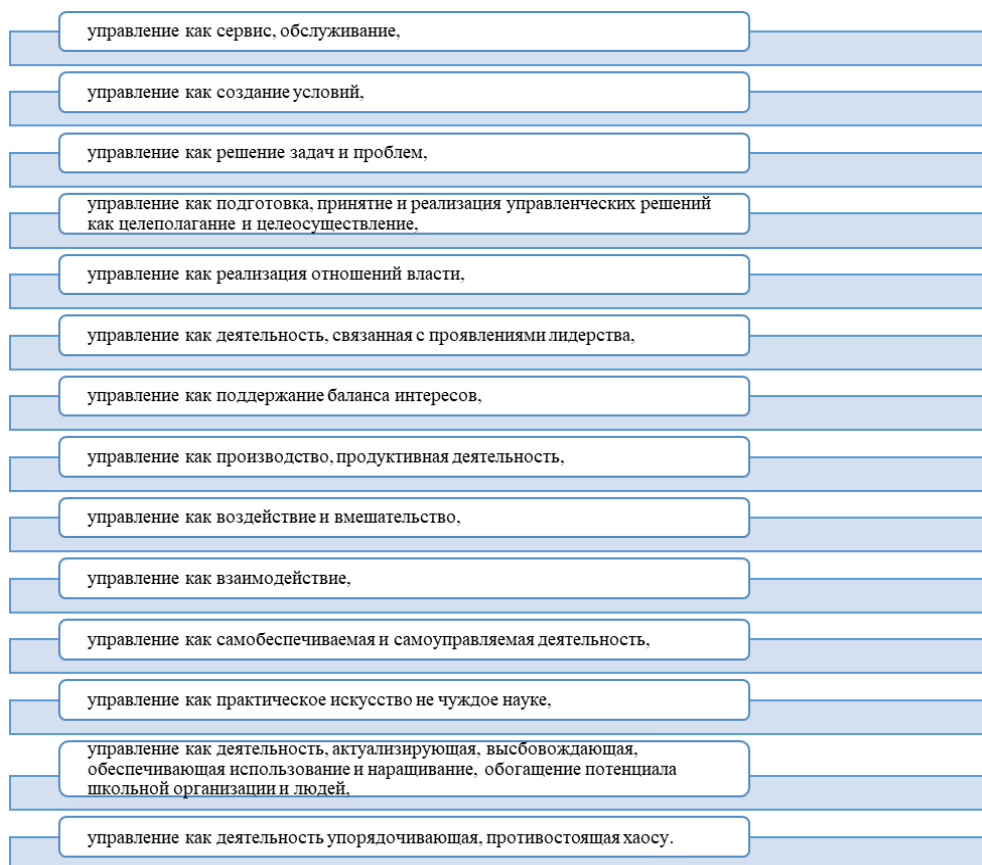 управление как сервис, обслуживание,
управление как создание условий,
управление как решение задач и проблем,
управление как подготовка, принятие и реализация управленческих решений
как целеполагание и целеосуществление,
управление как реализация отношений власти,
управление как деятельность, связанная с проявлениями лидерства,
управление как поддержание баланса интересов,
управление как производство, продуктивная деятельность,
управление как воздействие и вмешательство,
управление как взаимодействие,
управление как самобеспечиваемая и самоуправляемая деятельность,
управление как практическое искусство не чуждое науке,
управление как деятельность, актуализирующая, высбовождающая,
обеспечивающая использование и наращивание, обогащение потенциала
школьной организации и людей,
управление как деятельность упорядочивающая, противостоящая хаосу.